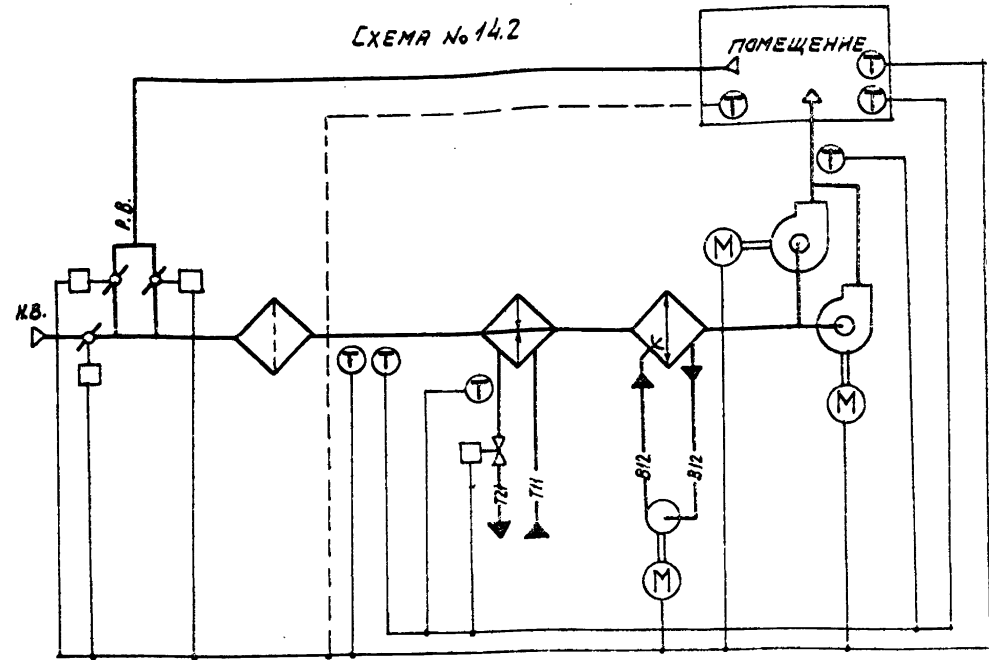 СХЕМА № 14.2
ПОМЕЩЕНИЕ
Т
Т
Т
Т
Р.В.
М
Н.В.
Т
Т
Т
М
Т21
Т11
В12
В12
М